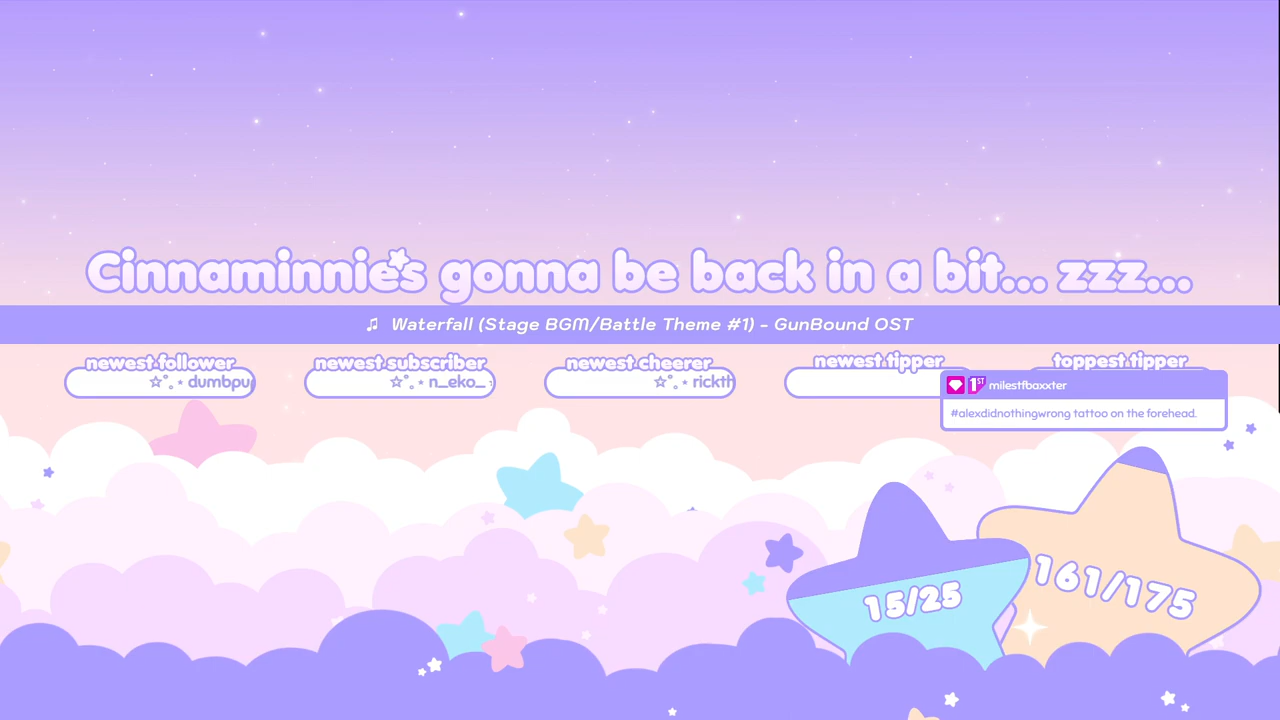 Cinnaminnies gonna be back in a bit... zzz...
♫ Waterfall (Stage BGM/Battle Theme #1) - GunBound OST
newest follower
newest subscriber
newest cheerer
newest tipper
toppest tipper
☆˚｡⋆ dumbpu
☆˚｡⋆ n_eko_
☆˚｡⋆ rickth
1ST milestfbaxxter
#alexdidnothingwrong tattoo on the forehead.
15/25
161/175